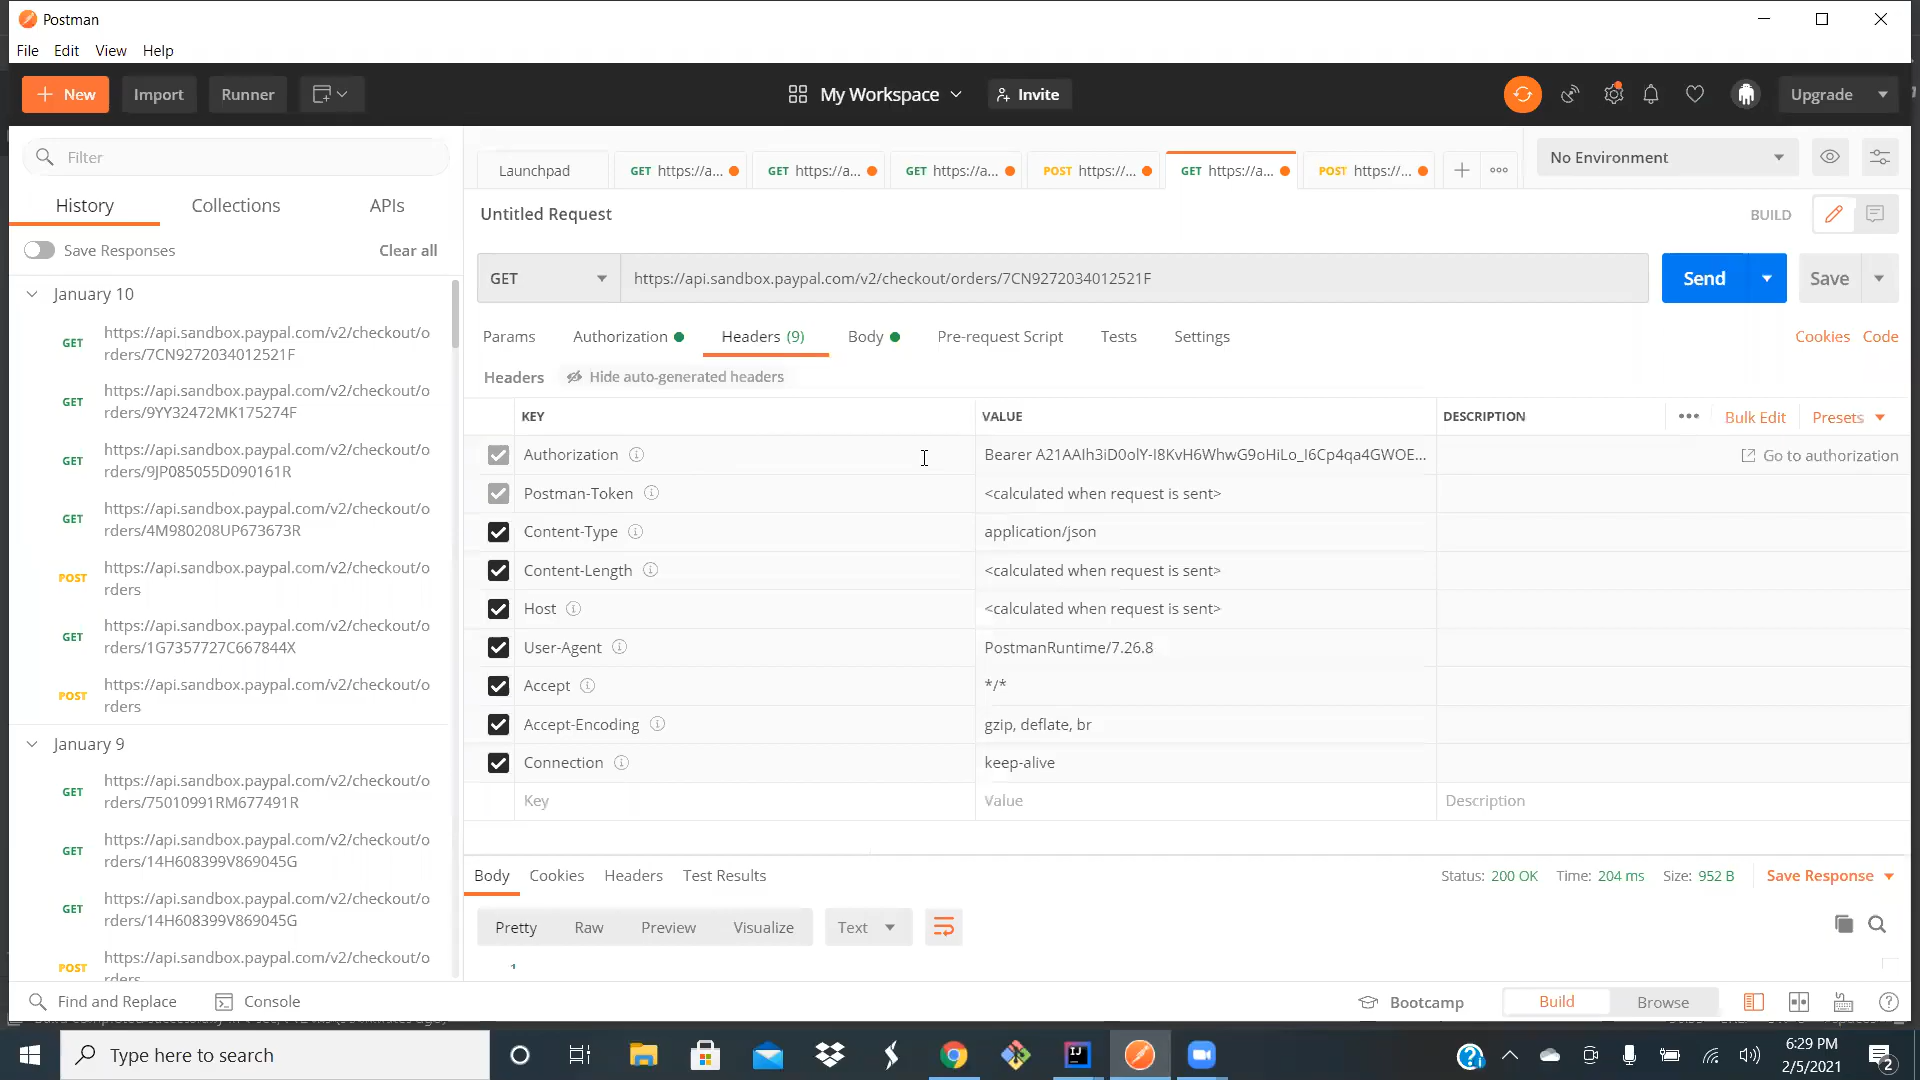 Postman
File Edit View Help
New Import Runner My Workspace Invite Upgrade
Filter
Launchpad GET https://a... GET https://a... GET https://a... POST https://... GET https://a... POST https://... No Environment
History Collections APIs
Untitled Request BUILD
Save Responses Clear all
GET https://api.sandbox.paypal.com/v2/checkout/orders/7CN9272034012521F Send Save
January 10
GET https://api.sandbox.paypal.com/v2/checkout/o
rders/7CN9272034012521F
GET https://api.sandbox.paypal.com/v2/checkout/o
rders/9YY32472MK175274F
GET https://api.sandbox.paypal.com/v2/checkout/o
rders/9JP085055D090161R
GET https://api.sandbox.paypal.com/v2/checkout/o
rders/4M980208UP673673R
POST https://api.sandbox.paypal.com/v2/checkout/o
rders
GET https://api.sandbox.paypal.com/v2/checkout/o
rders/1G7357727C667844X
POST https://api.sandbox.paypal.com/v2/checkout/o
rders
January 9
GET https://api.sandbox.paypal.com/v2/checkout/o
rders/75010991RM677491R
GET https://api.sandbox.paypal.com/v2/checkout/o
rders/14H608399V869045G
GET https://api.sandbox.paypal.com/v2/checkout/o
rders/14H608399V869045G
POST https://api.sandbox.paypal.com/v2/checkout/o
rders
Params Authorization Headers (9) Body Pre-request Script Tests Settings Cookies Code
Headers Hide auto-generated headers
KEY VALUE DESCRIPTION ••• Bulk Edit Presets
Authorization Bearer A21AAIh3iD0olY-I8KvH6WhwG9oHiLo_I6Cp4qa4GWOE... Go to authorization
Postman-Token <calculated when request is sent>
Content-Type application/json
Content-Length <calculated when request is sent>
Host <calculated when request is sent>
User-Agent PostmanRuntime/7.26.8
Accept */*
Accept-Encoding gzip, deflate, br
Connection keep-alive
Key Value Description
Body Cookies Headers Test Results Status: 200 OK Time: 204 ms Size: 952 B Save Response
Pretty Raw Preview Visualize Text
1
Find and Replace Console Bootcamp Build Browse
Type here to search
IJ
6:29 PM
2/5/2021
2